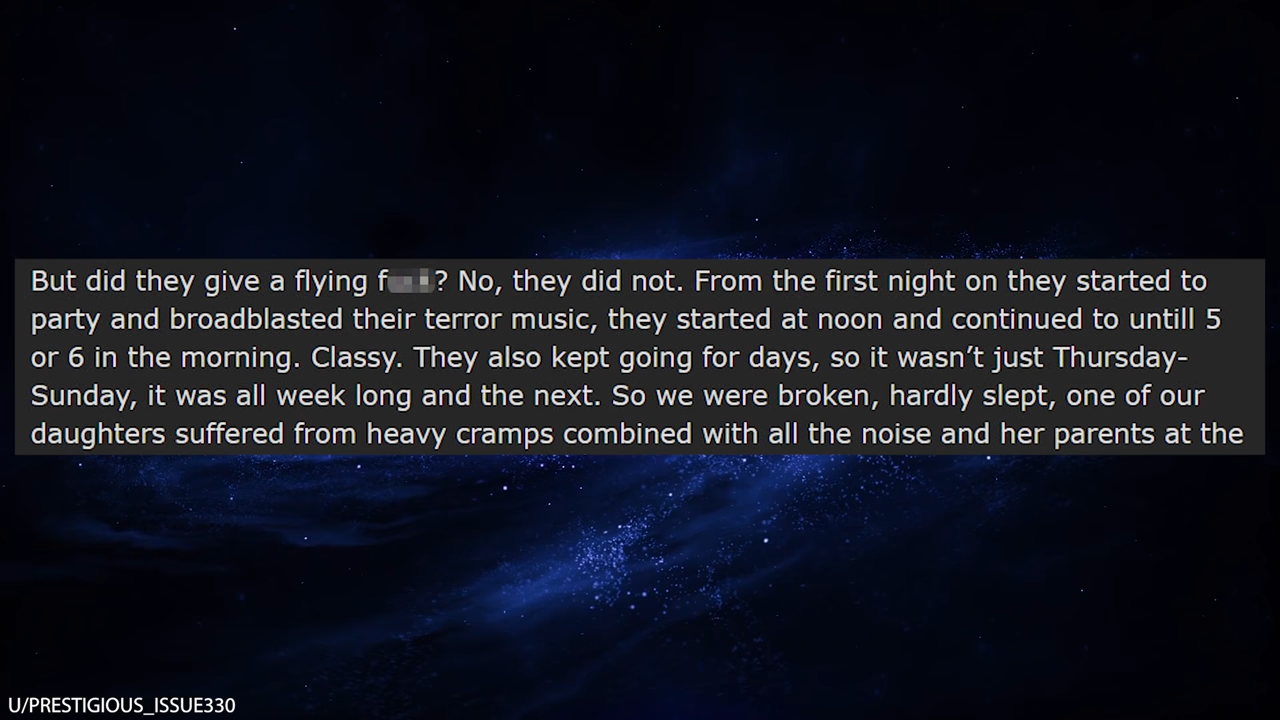 But did they give a flying f? No, they did not. From the first night on they started to
party and broadblasted their terror music, they started at noon and continued to untill 5
or 6 in the morning. Classy. They also kept going for days, so it wasn’t just Thursday-
Sunday, it was all week long and the next. So we were broken, hardly slept, one of our
daughters suffered from heavy cramps combined with all the noise and her parents at the
U/PRESTIGIOUS_ISSUE330